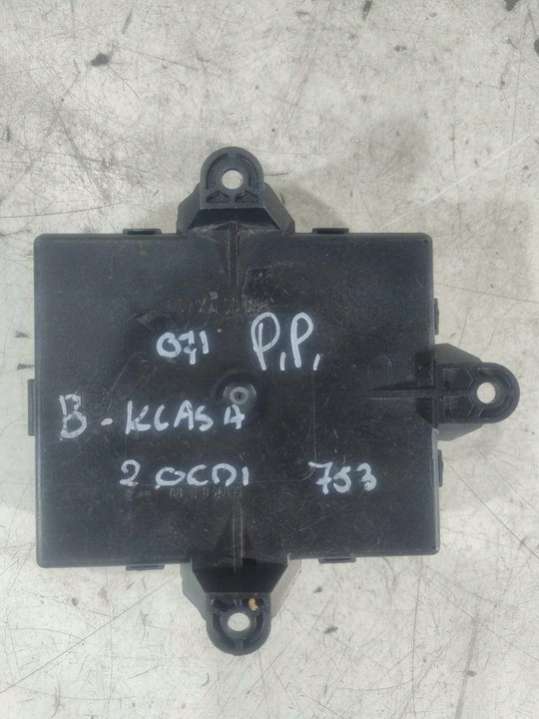 071 P.P.
B-KLASA
2 0CDI 753